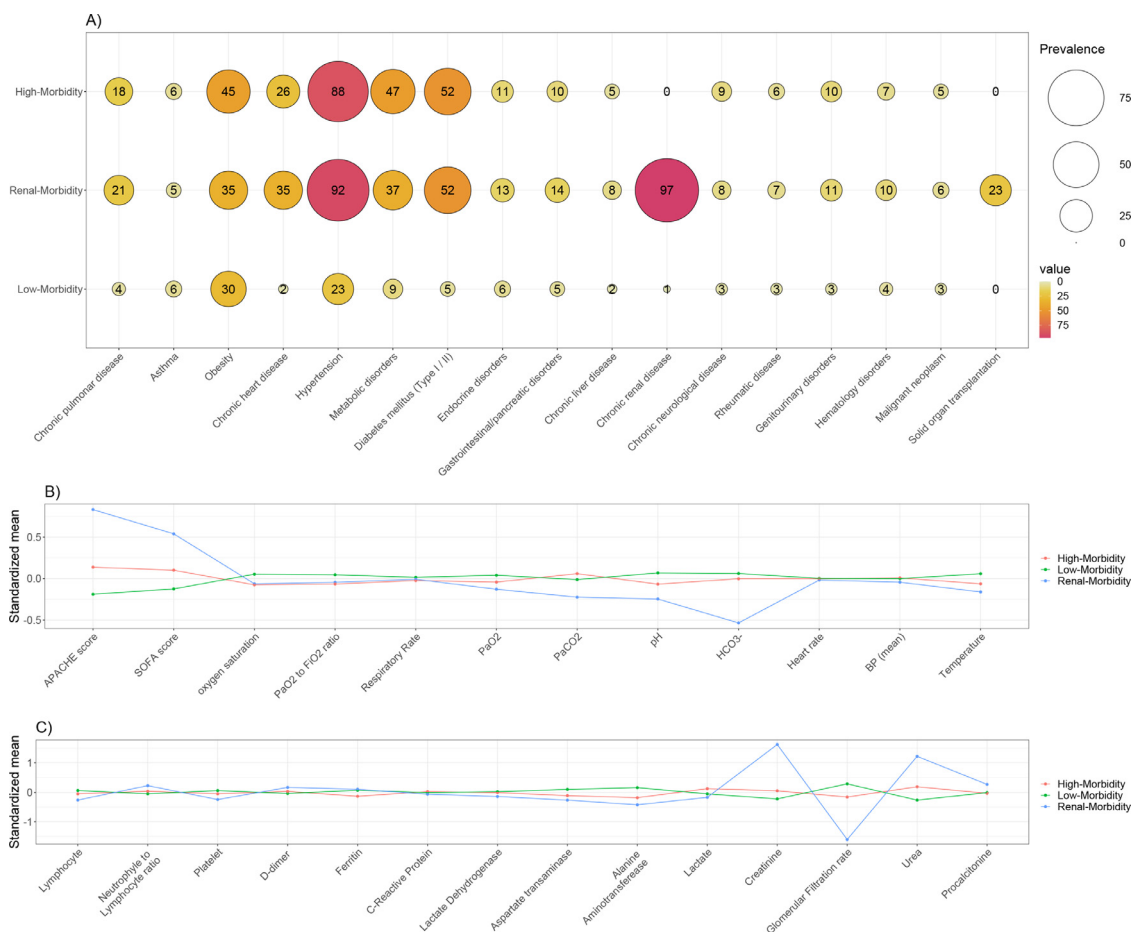 A)
Prevalence
High-Morbidity
18 6 45 26 88 47 52 11 10 5 0 9 6 10 7 5 0
75
50
Renal-Morbidity
21 5 35 35 92 37 52 13 14 8 97 8 7 11 10 6 23
25
0
value
Low-Morbidity
4 6 30 2 23 9 5 6 5 2 1 3 3 3 4 3 0
0
25
50
75
Chronic pulmonar disease
Asthma
Obesity
Chronic heart disease
Hypertension
Metabolic disorders
Diabetes mellitus (Type I / II)
Endocrine disorders
Gastrointestinal/pancreatic disorders
Chronic liver disease
Chronic renal disease
Chronic neurological disease
Rheumatic disease
Genitourinary disorders
Hematology disorders
Malignant neoplasm
Solid organ transplantation
B)
Standardized mean
0.5
0.0
-0.5
High-Morbidity
Low-Morbidity
Renal-Morbidity
APACHE score
SOFA score
oxygen saturation
PaO2 to FiO2 ratio
Respiratory Rate
PaO2
PaCO2
pH
HCO3-
Heart rate
BP (mean)
Temperature
C)
Standardized mean
1
0
-1
High-Morbidity
Low-Morbidity
Renal-Morbidity
Lymphocyte
Neutrophyle to
Lymphocyte ratio
Platelet
D-dimer
Ferritin
C-Reactive Protein
Lactate Dehydrogenase
Aspartate transaminase
Alanine
Aminotransferease
Lactate
Creatinine
Glomerular Filtration rate
Urea
Procalcitonine